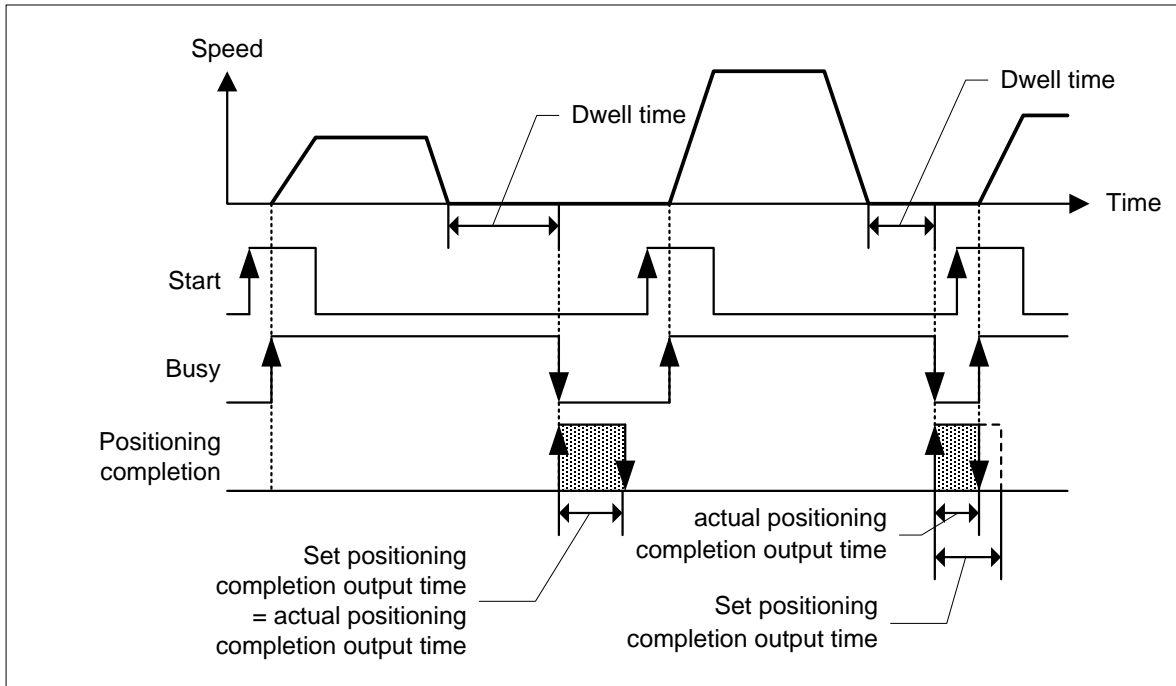 Speed
Dwell time
Dwell time
Time
Start
Busy
Positioning
completion
Set positioning
completion output time
= actual positioning
completion output time
actual positioning
completion output time
Set positioning
completion output time